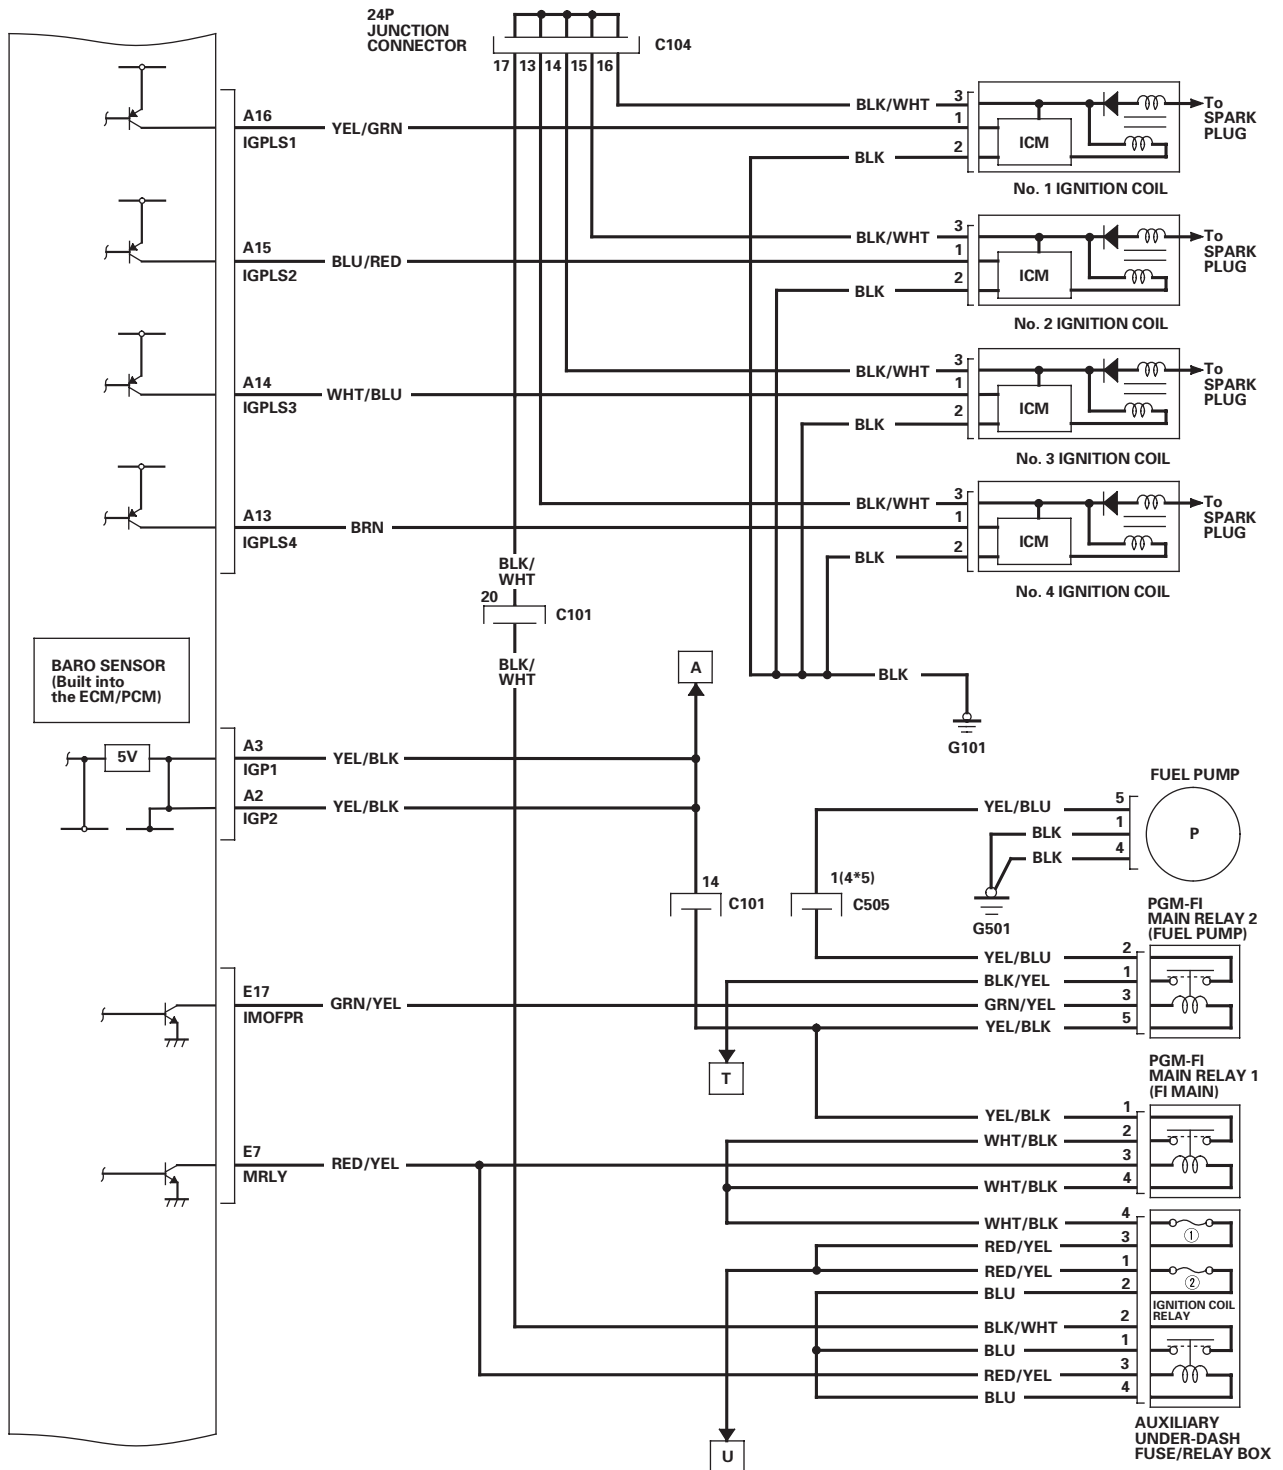 24P
JUNCTION
CONNECTOR
C104
17 13 14 15 16
A16
IGPLS1
YEL/GRN
BLK/WHT 3
1
BLK 2
ICM
To
SPARK
PLUG
No. 1 IGNITION COIL
A15
IGPLS2
BLU/RED
BLK/WHT 3
1
BLK 2
ICM
To
SPARK
PLUG
No. 2 IGNITION COIL
A14
IGPLS3
WHT/BLU
BLK/WHT 3
1
BLK 2
ICM
To
SPARK
PLUG
No. 3 IGNITION COIL
A13
IGPLS4
BRN
BLK/WHT 3
1
BLK 2
ICM
To
SPARK
PLUG
No. 4 IGNITION COIL
BLK/
WHT
20
C101
BLK/
WHT
BARO SENSOR
(Built into
the ECM/PCM)
A
BLK
G101
5V
A3
IGP1
YEL/BLK
A2
IGP2
YEL/BLK
FUEL PUMP
YEL/BLU 5
BLK 1
BLK 4
P
14
C101
1(4*5)
C505
G501
PGM-FI
MAIN RELAY 2
(FUEL PUMP)
YEL/BLU 2
BLK/YEL 1
E17
IMOFPR
GRN/YEL
GRN/YEL 3
YEL/BLK 5
T
PGM-FI
MAIN RELAY 1
(FI MAIN)
YEL/BLK 1
WHT/BLK 2
E7
MRLY
RED/YEL
3
WHT/BLK 4
WHT/BLK 4
RED/YEL 3
①
RED/YEL 1
BLU 2
②
IGNITION COIL
RELAY
BLK/WHT 2
BLU 1
RED/YEL 3
BLU 4
U
AUXILIARY
UNDER-DASH
FUSE/RELAY BOX